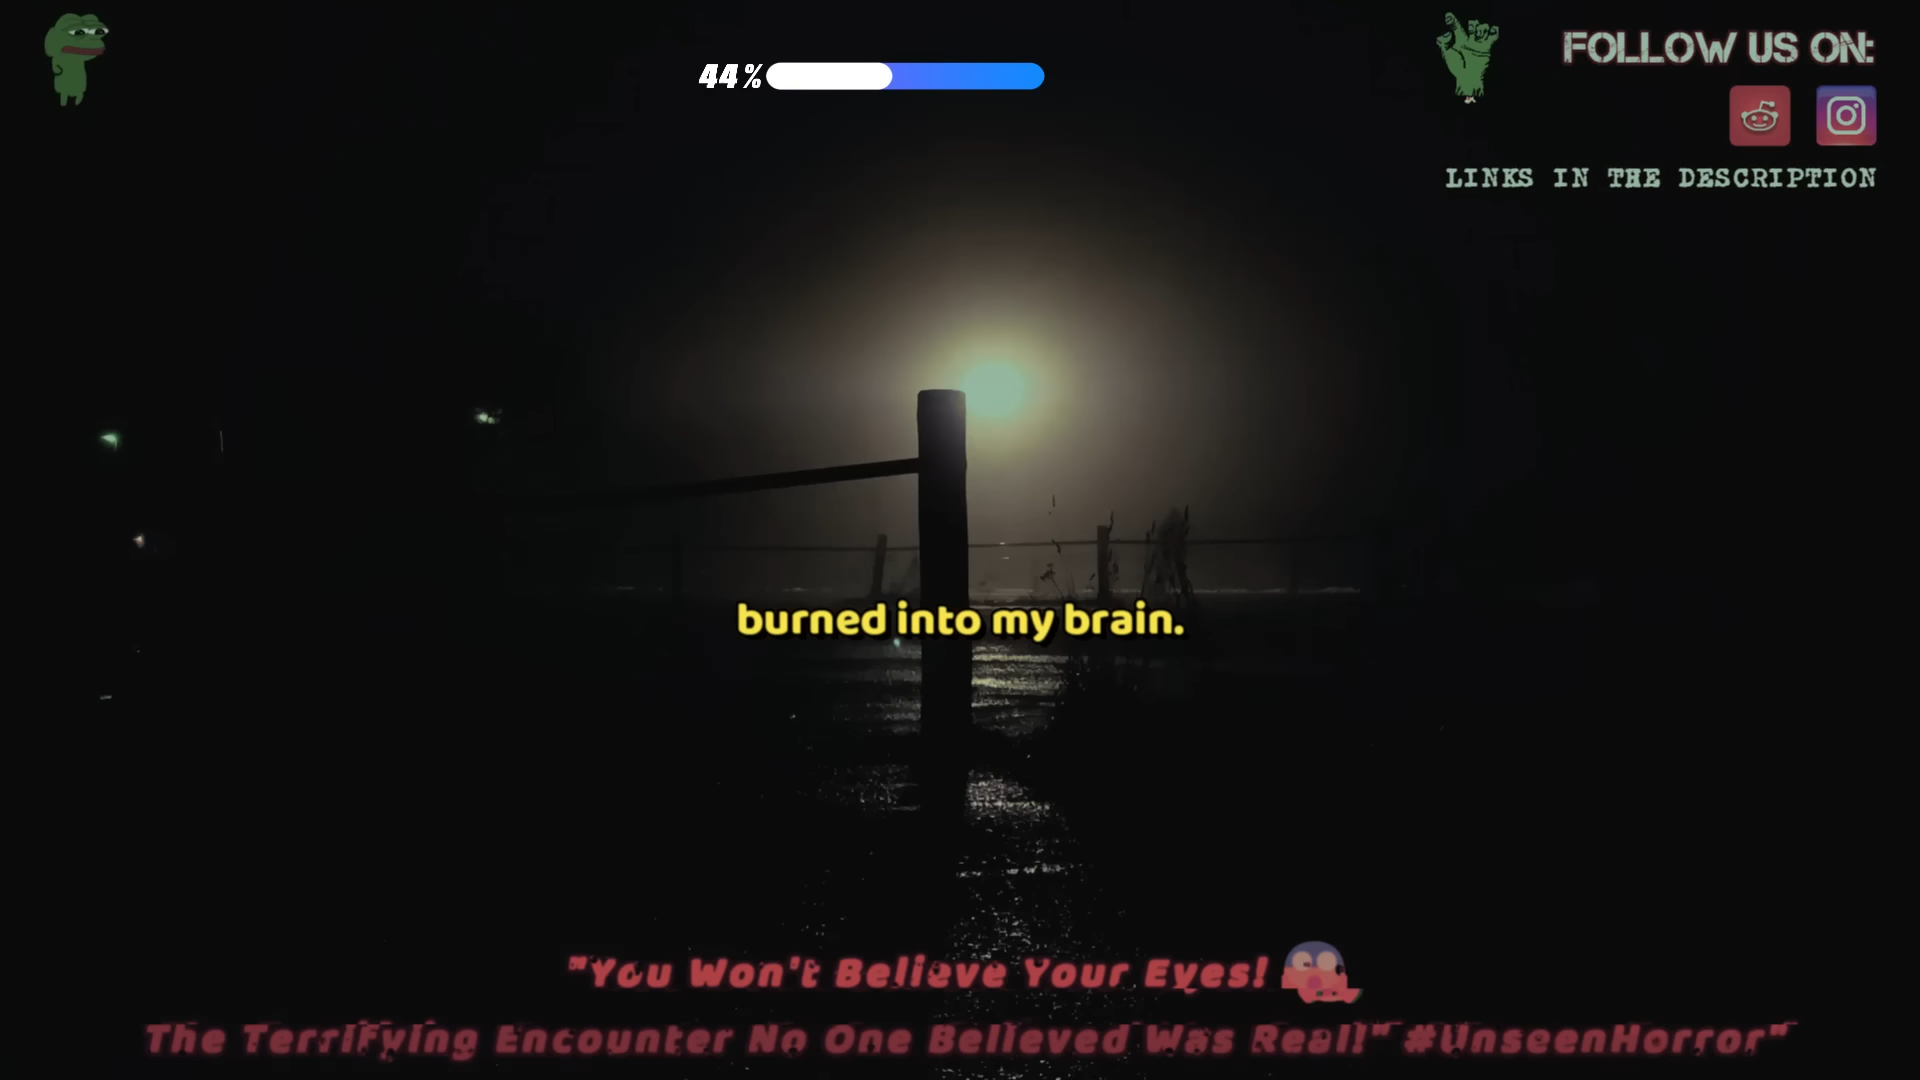 44%
FOLLOW US ON:
LINKS IN THE DESCRIPTION
burned into my brain.
"You Won't Believe Your Eyes!
The Terrifying Encounter No One Believed Was Real!" #UnseenHorror"